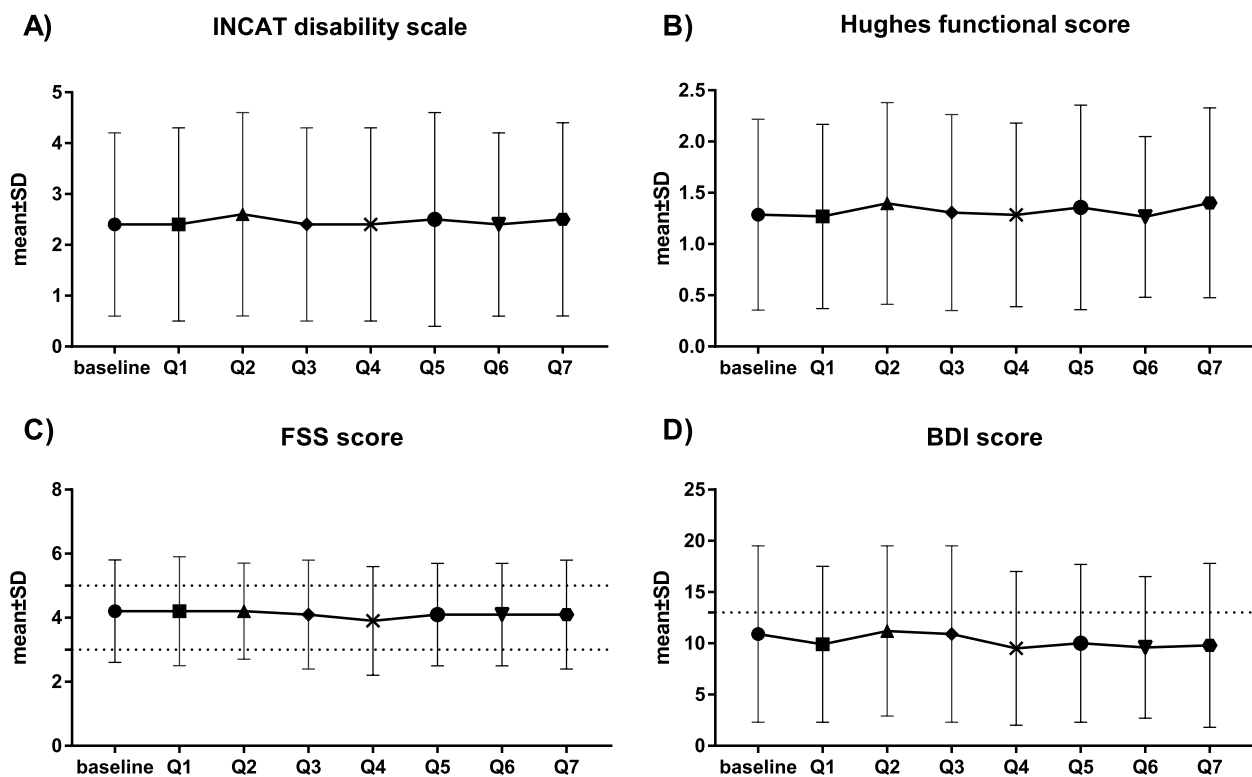 A) INCAT disability scale
mean±SD
5
4
3
2
1
0
baseline Q1 Q2 Q3 Q4 Q5 Q6 Q7
B) Hughes functional score
mean±SD
2.5
2.0
1.5
1.0
0.5
0.0
baseline Q1 Q2 Q3 Q4 Q5 Q6 Q7
C) FSS score
mean±SD
8
6
4
2
0
baseline Q1 Q2 Q3 Q4 Q5 Q6 Q7
D) BDI score
mean±SD
25
20
15
10
5
0
baseline Q1 Q2 Q3 Q4 Q5 Q6 Q7